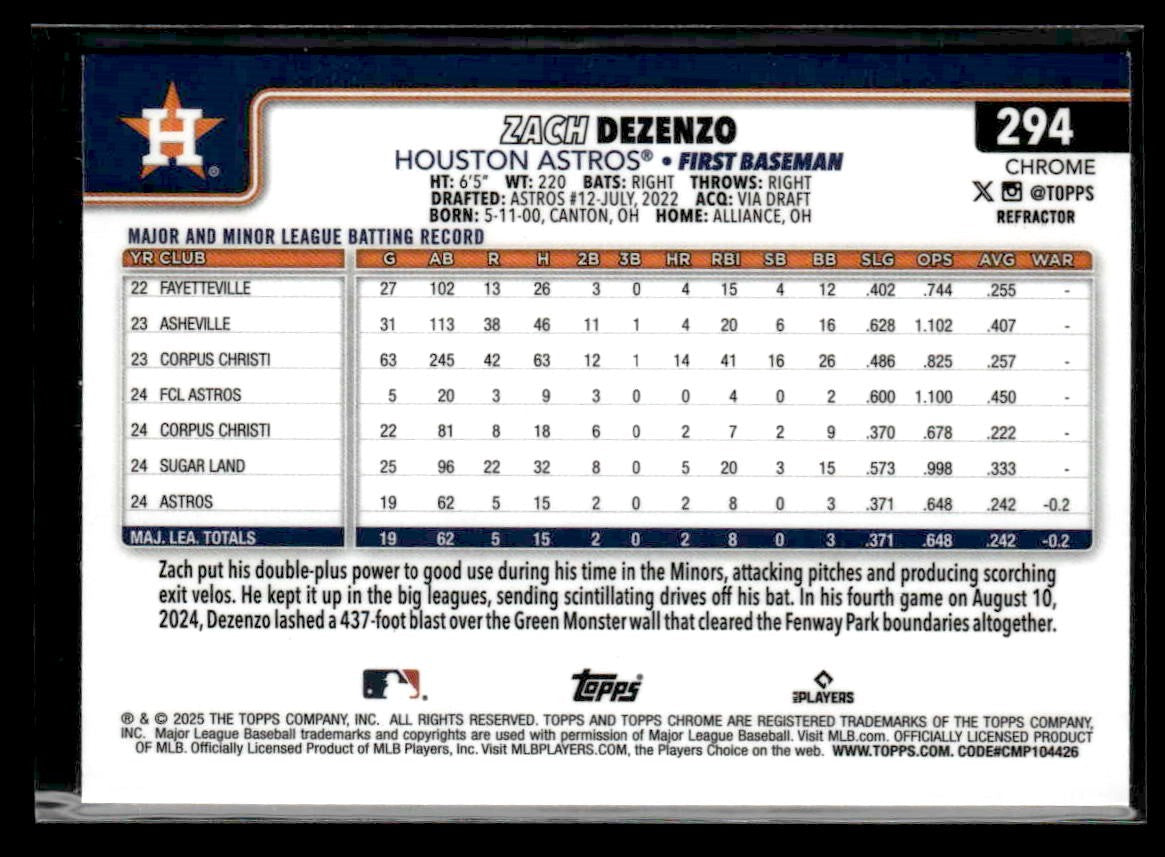 H
®
ZACH DEZENZO
294
HOUSTON ASTROS® • FIRST BASEMAN
CHROME
HT: 6'5" WT: 220 BATS: RIGHT THROWS: RIGHT
X @TOPPS
DRAFTED: ASTROS #12-JULY, 2022 ACQ: VIA DRAFT
BORN: 5-11-00, CANTON, OH HOME: ALLIANCE, OH
REFRACTOR
MAJOR AND MINOR LEAGUE BATTING RECORD
YR CLUB G AB R H 2B 3B HR RBI SB BB SLG OPS AVG WAR
22 FAYETTEVILLE 27 102 13 26 3 0 4 15 4 12 .402 .744 .255 -
23 ASHEVILLE 31 113 38 46 11 1 4 20 6 16 .628 1.102 .407 -
23 CORPUS CHRISTI 63 245 42 63 12 1 14 41 16 26 .486 .825 .257 -
24 FCL ASTROS 5 20 3 9 3 0 0 4 0 2 .600 1.100 .450 -
24 CORPUS CHRISTI 22 81 8 18 6 0 2 7 2 9 .370 .678 .222 -
24 SUGAR LAND 25 96 22 32 8 0 5 20 3 15 .573 .998 .333 -
24 ASTROS 19 62 5 15 2 0 2 8 0 3 .371 .648 .242 -0.2
MAJ. LEA. TOTALS 19 62 5 15 2 0 2 8 0 3 .371 .648 .242 -0.2
Zach put his double-plus power to good use during his time in the Minors, attacking pitches and producing scorching
exit velos. He kept it up in the big leagues, sending scintillating drives off his bat. In his fourth game on August 10,
2024, Dezenzo lashed a 437-foot blast over the Green Monster wall that cleared the Fenway Park boundaries altogether.
Topps® PLAYERS
® & © 2025 THE TOPPS COMPANY, INC. ALL RIGHTS RESERVED. TOPPS AND TOPPS CHROME ARE REGISTERED TRADEMARKS OF THE TOPPS COMPANY,
INC. Major League Baseball trademarks and copyrights are used with permission of Major League Baseball. Visit MLB.com. OFFICIALLY LICENSED PRODUCT
OF MLB. Officially Licensed Product of MLB Players, Inc. Visit MLBPLAYERS.COM, the Players Choice on the web. WWW.TOPPS.COM. CODE#CMP104426